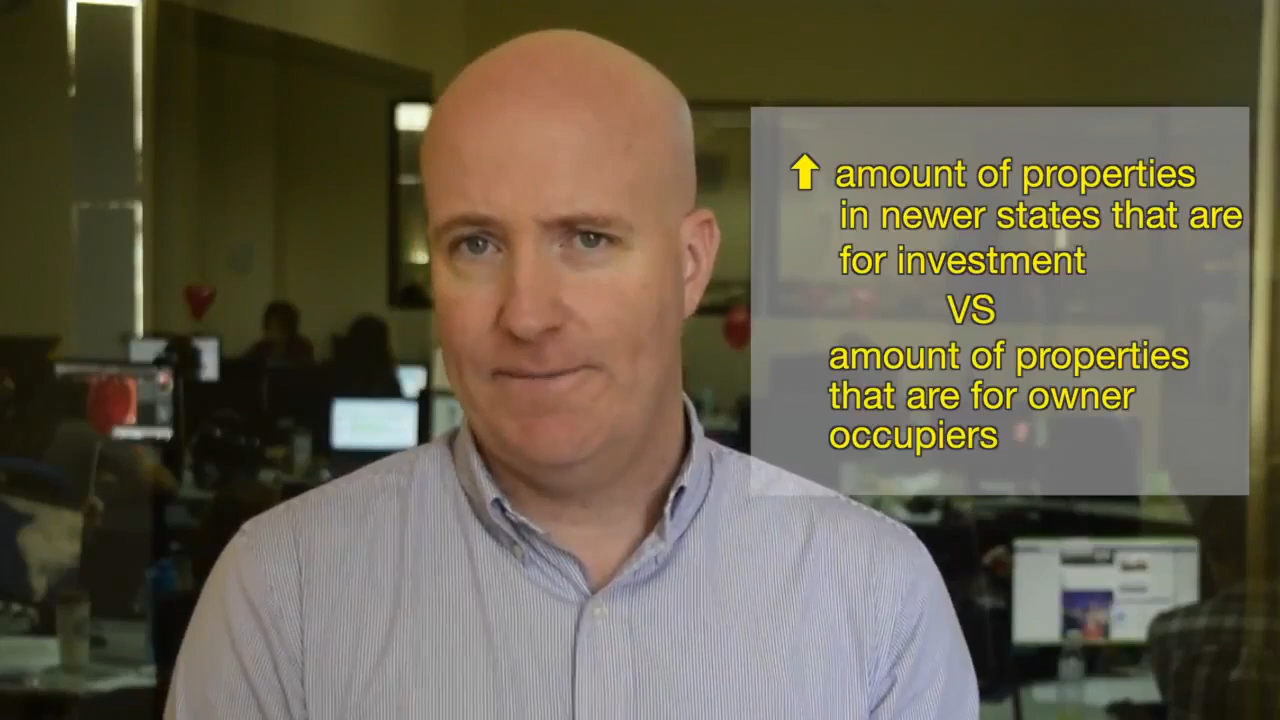 ⬆ amount of properties
in newer states that are
for investment
VS
amount of properties
that are for owner
occupiers